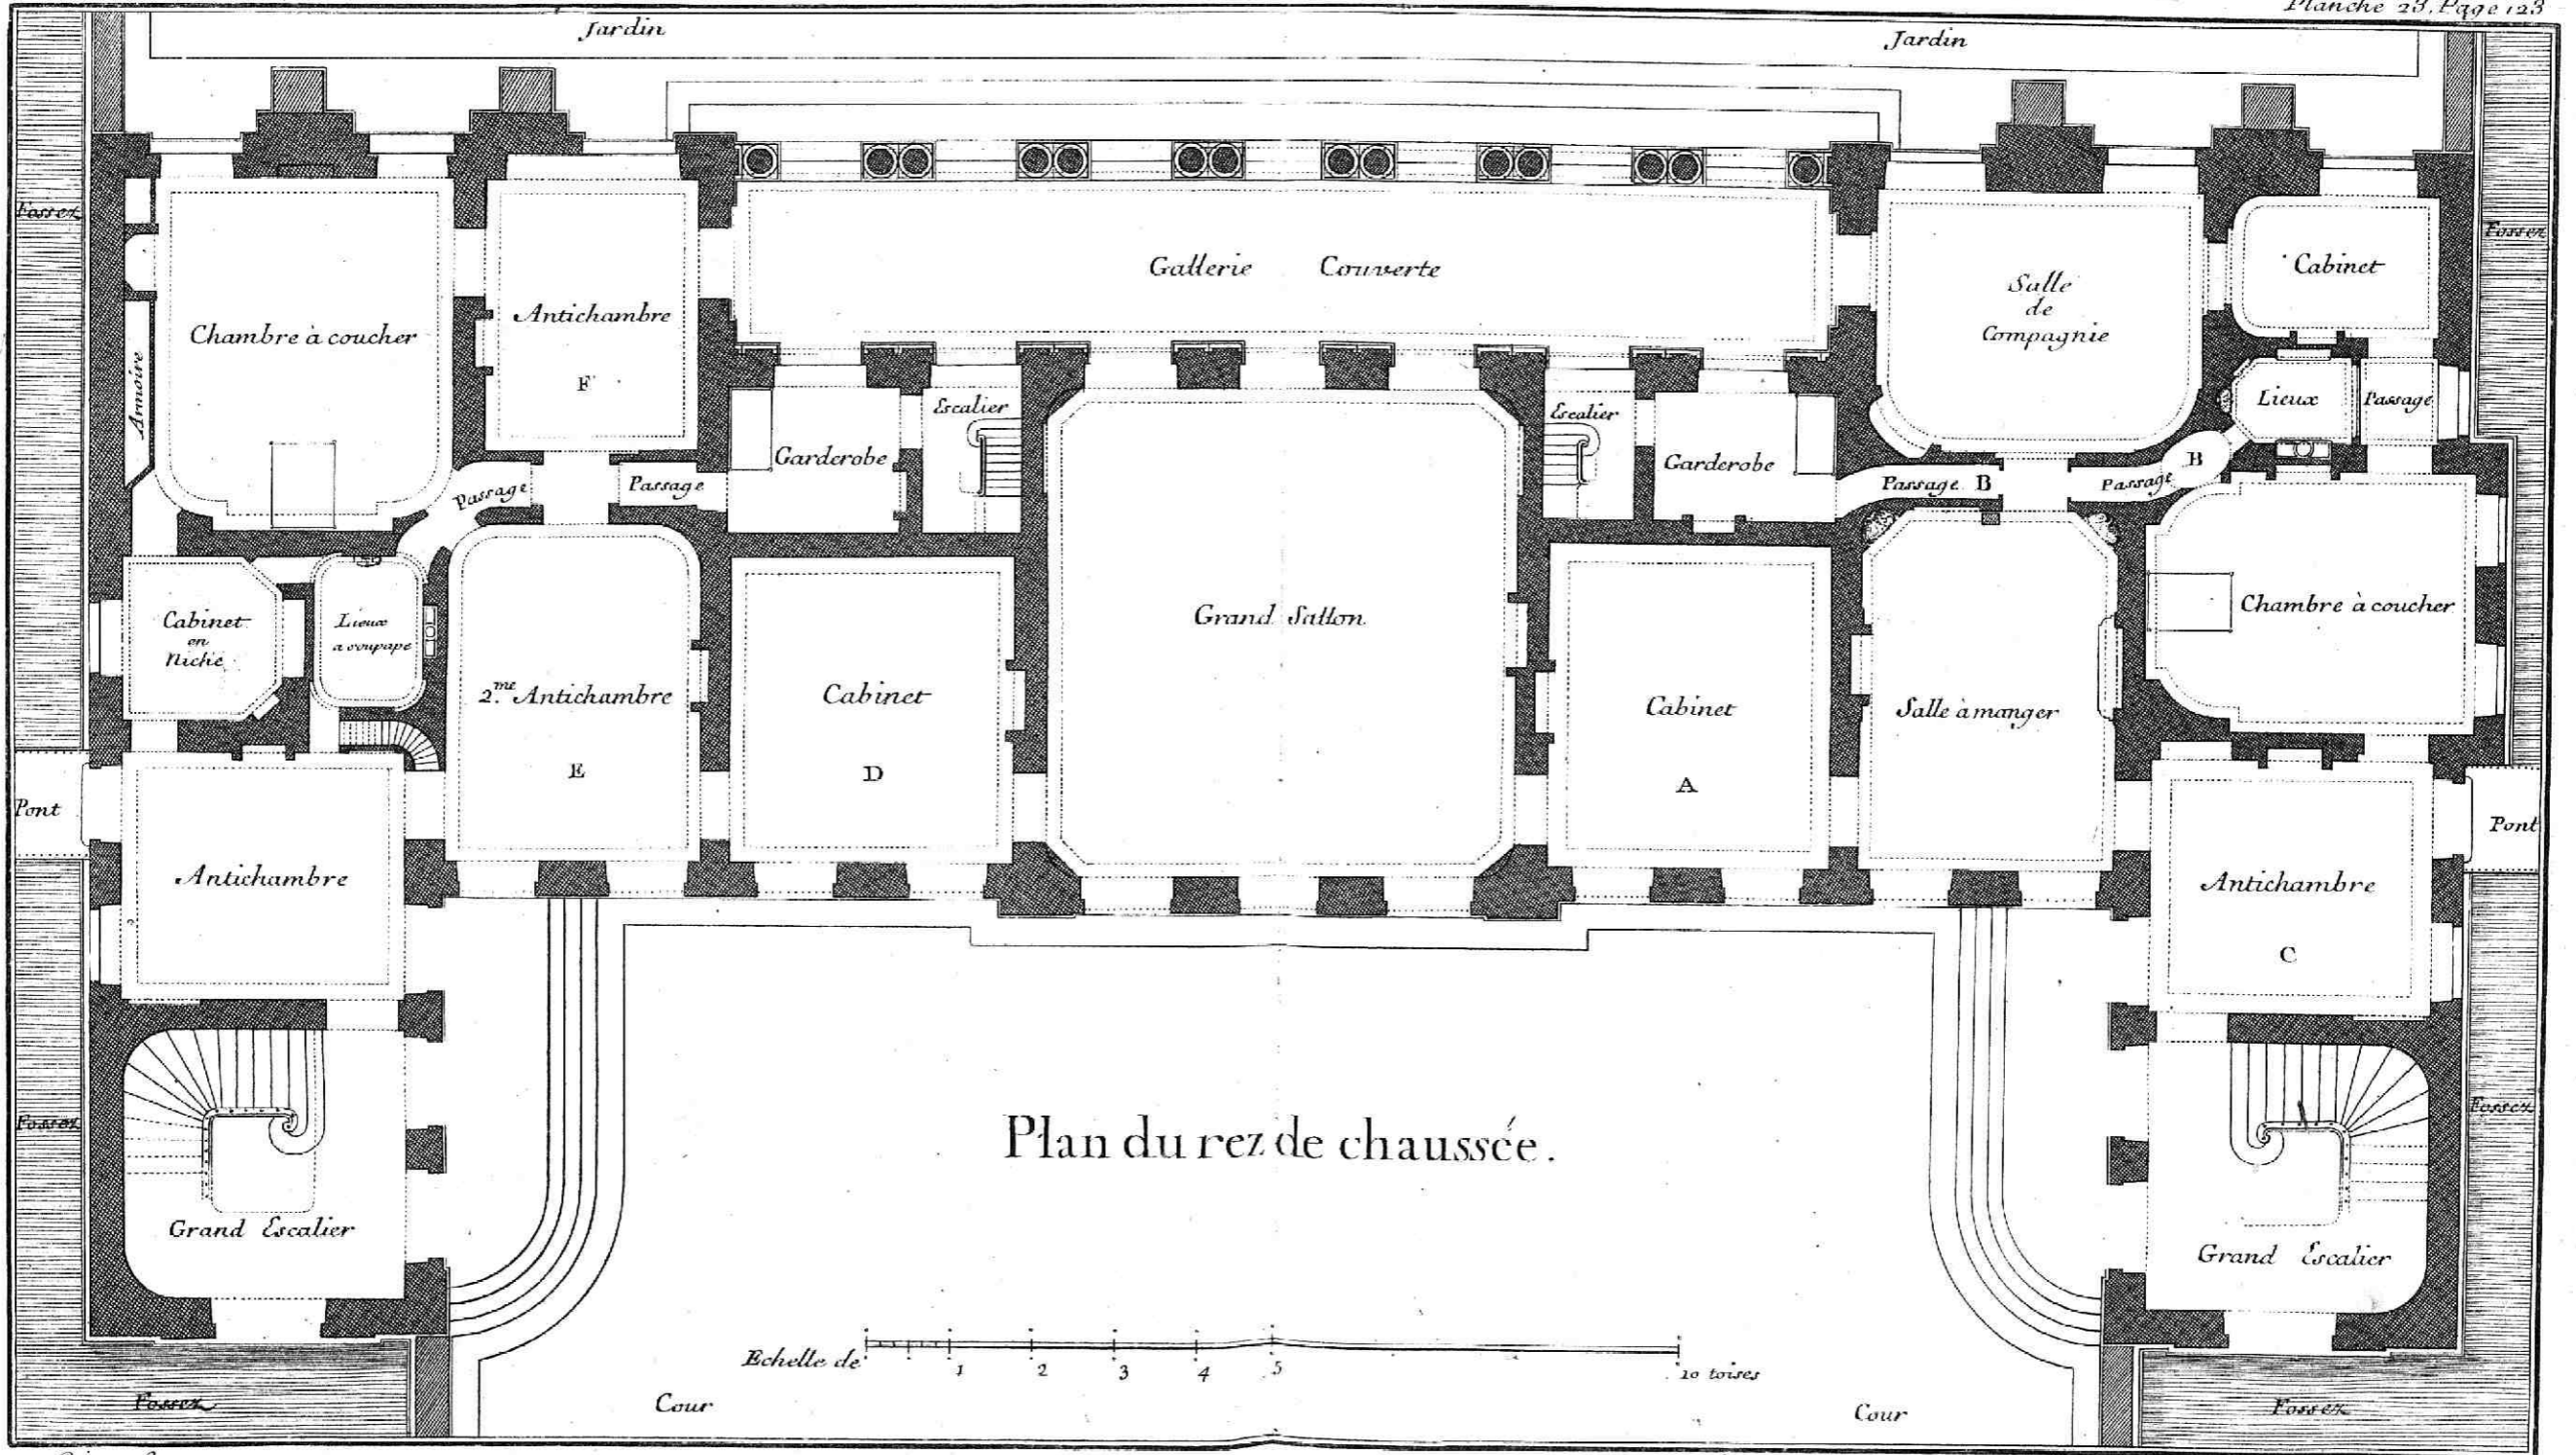 Planche 23. Page 123
Jardin
Jardin
Fossez
Fossez
Chambre à coucher
Armoire
Antichambre
F
Gallerie Couverte
Salle
de
Compagnie
Cabinet
Lieux
Passage
Escalier
Garderobe
Passage
Passage
Escalier
Garderobe
Passage B
Passage
B
Cabinet
en
Niche
Lieux
a soupape
2.me Antichambre
E
Cabinet
D
Grand Sallon
Cabinet
A
Salle à manger
Chambre à coucher
Pont
Pont
Antichambre
Antichambre
C
Fossez
Fossez
Grand Escalier
Grand Escalier
Plan du rez de chaussée.
Echelle de
1
2
3
4
5
10 toises
Fossez
Cour
Cour
Fossez